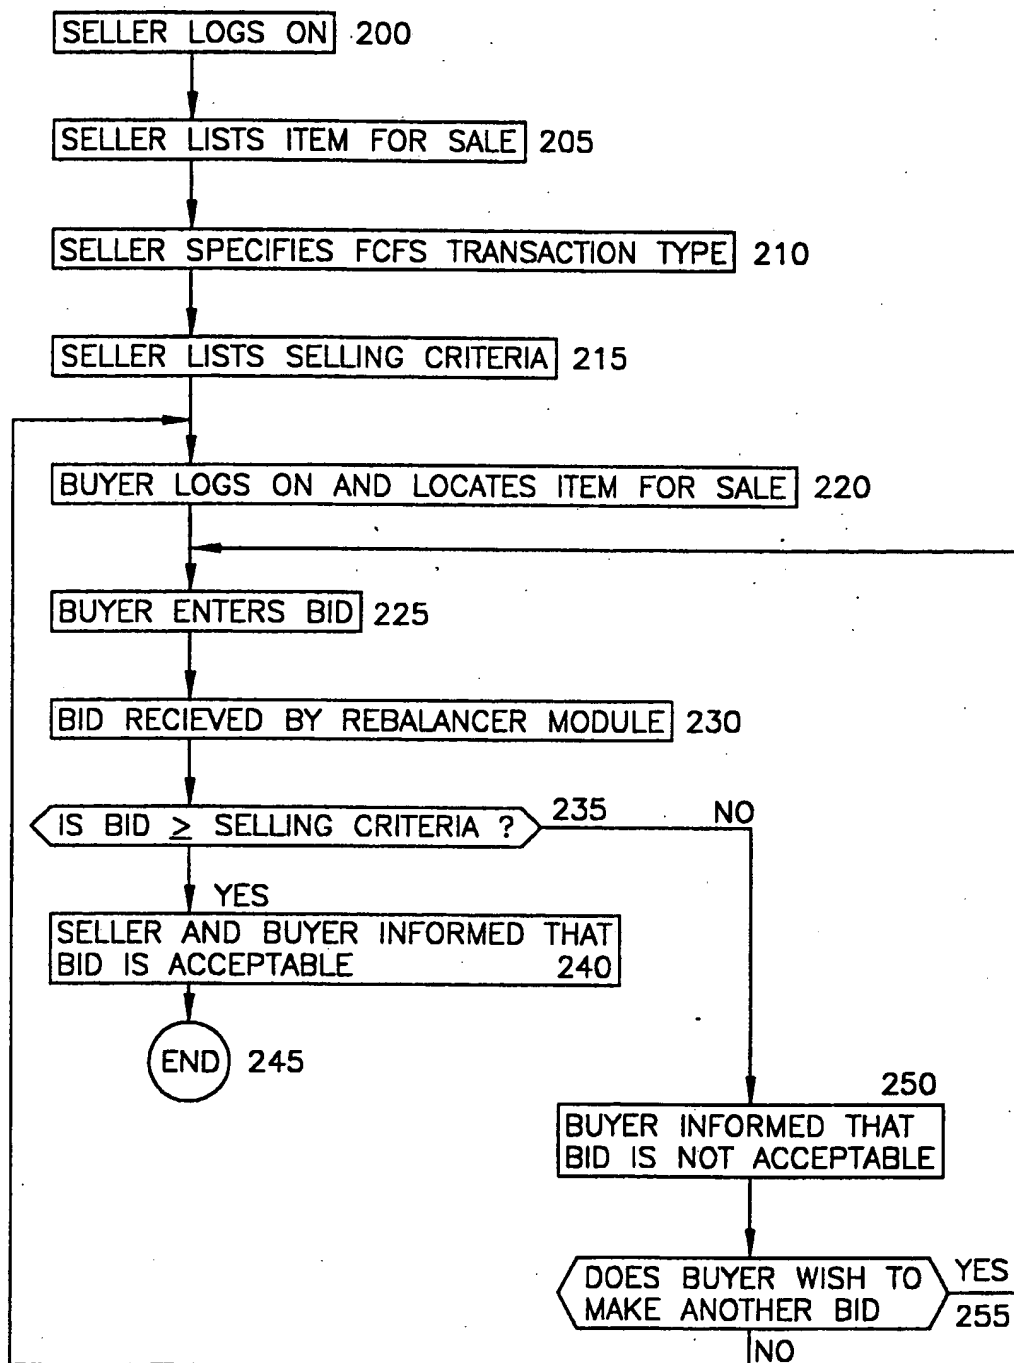 SELLER LOGS ON 200
SELLER LISTS ITEM FOR SALE 205
SELLER SPECIFIES FCFS TRANSACTION TYPE 210
SELLER LISTS SELLING CRITERIA 215
BUYER LOGS ON AND LOCATES ITEM FOR SALE 220
BUYER ENTERS BID 225
BID RECIEVED BY REBALANCER MODULE 230
IS BID ≥ SELLING CRITERIA ? 235 NO
YES
SELLER AND BUYER INFORMED THAT
BID IS ACCEPTABLE 240
END 245
250
BUYER INFORMED THAT
BID IS NOT ACCEPTABLE
DOES BUYER WISH TO YES
MAKE ANOTHER BID 255
NO